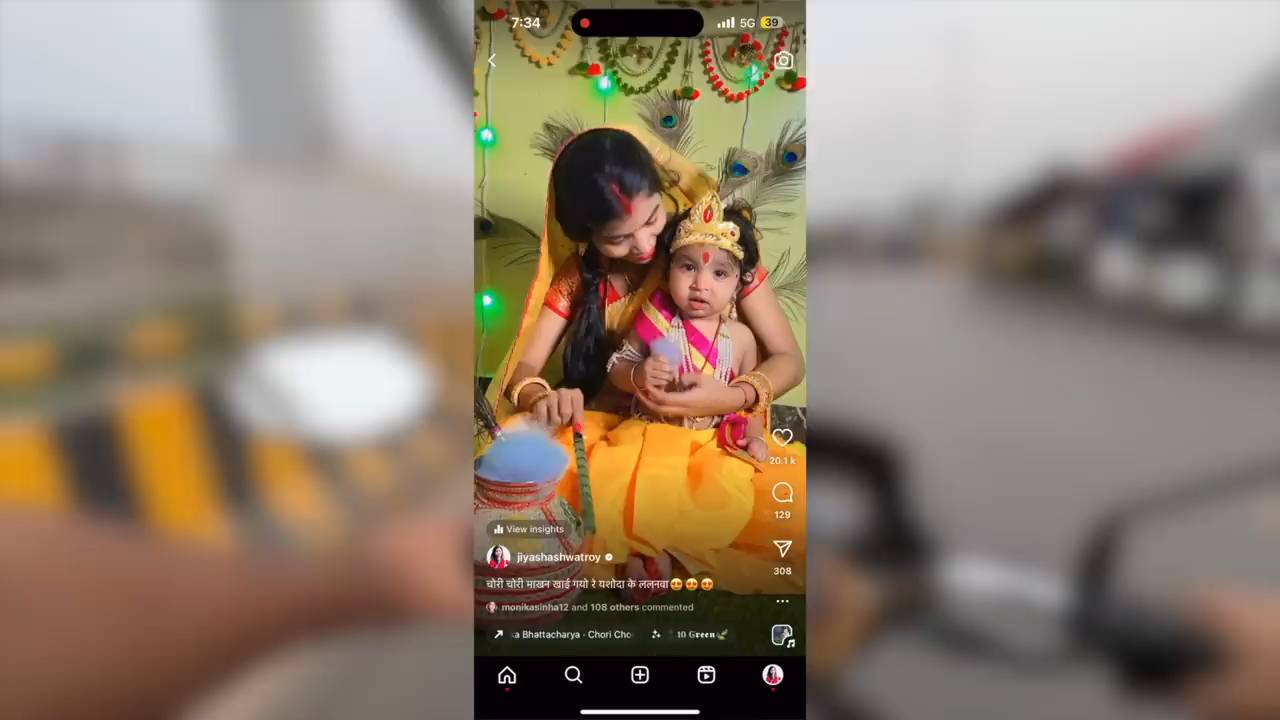 7:34
5G 39
20.1 k
129
View insights
jiyashashwatroy
308
चोरी चोरी माखन खाई गयो रे यशोदा के ललनवा😍😍😍
monikasinha12 and 108 others commented
a Bhattacharya · Chori Cho
10 Green🌿